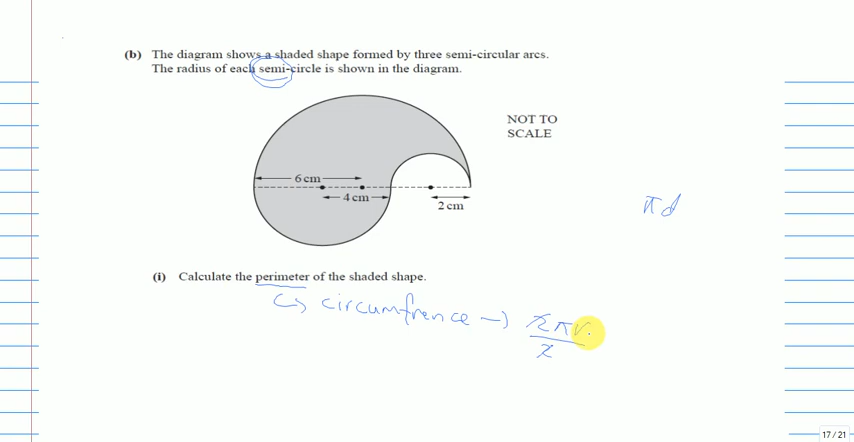 (b) The diagram shows a shaded shape formed by three semi-circular arcs.
The radius of each semi-circle is shown in the diagram.
NOT TO
SCALE
6 cm
4 cm
2 cm
πd
(i) Calculate the perimeter of the shaded shape.
↳ circumfrence → 2πr
2
17 / 21